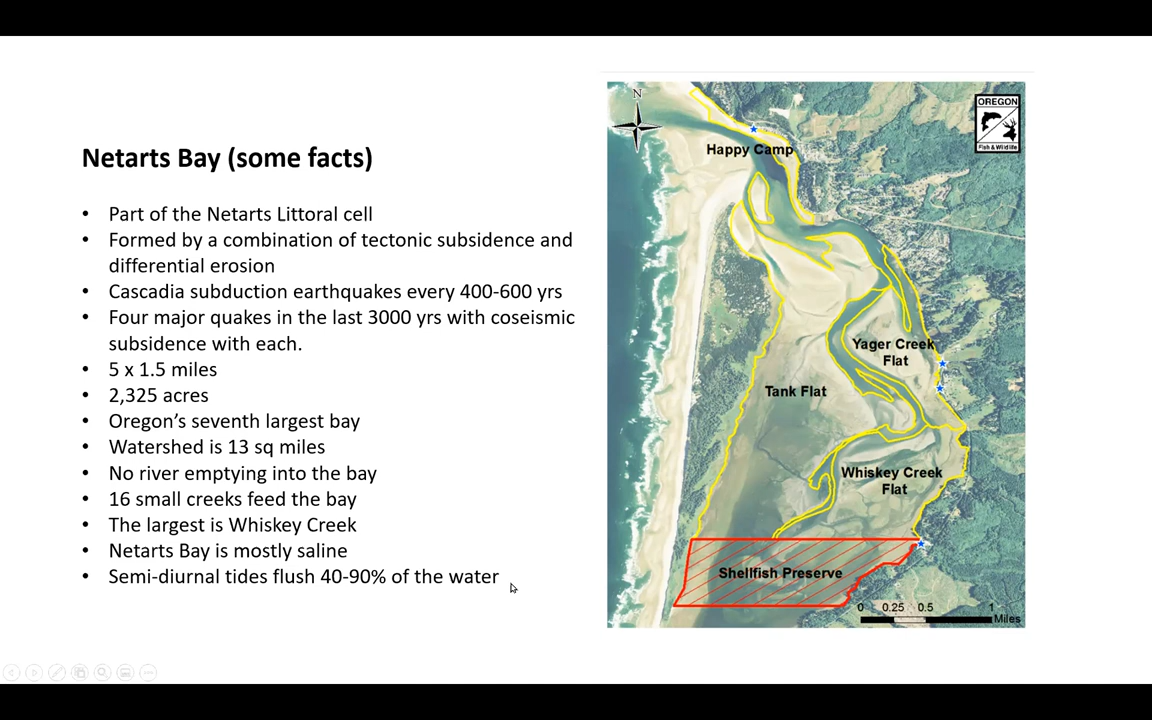 Netarts Bay (some facts)
• Part of the Netarts Littoral cell
• Formed by a combination of tectonic subsidence and
differential erosion
• Cascadia subduction earthquakes every 400-600 yrs
• Four major quakes in the last 3000 yrs with coseismic
subsidence with each.
• 5 x 1.5 miles
• 2,325 acres
• Oregon’s seventh largest bay
• Watershed is 13 sq miles
• No river emptying into the bay
• 16 small creeks feed the bay
• The largest is Whiskey Creek
• Netarts Bay is mostly saline
• Semi-diurnal tides flush 40-90% of the water
N
OREGON
Fish & Wildlife
Happy Camp
Yager Creek
Flat
Tank Flat
Whiskey Creek
Flat
Shellfish Preserve
0 0.25 0.5 1
Miles